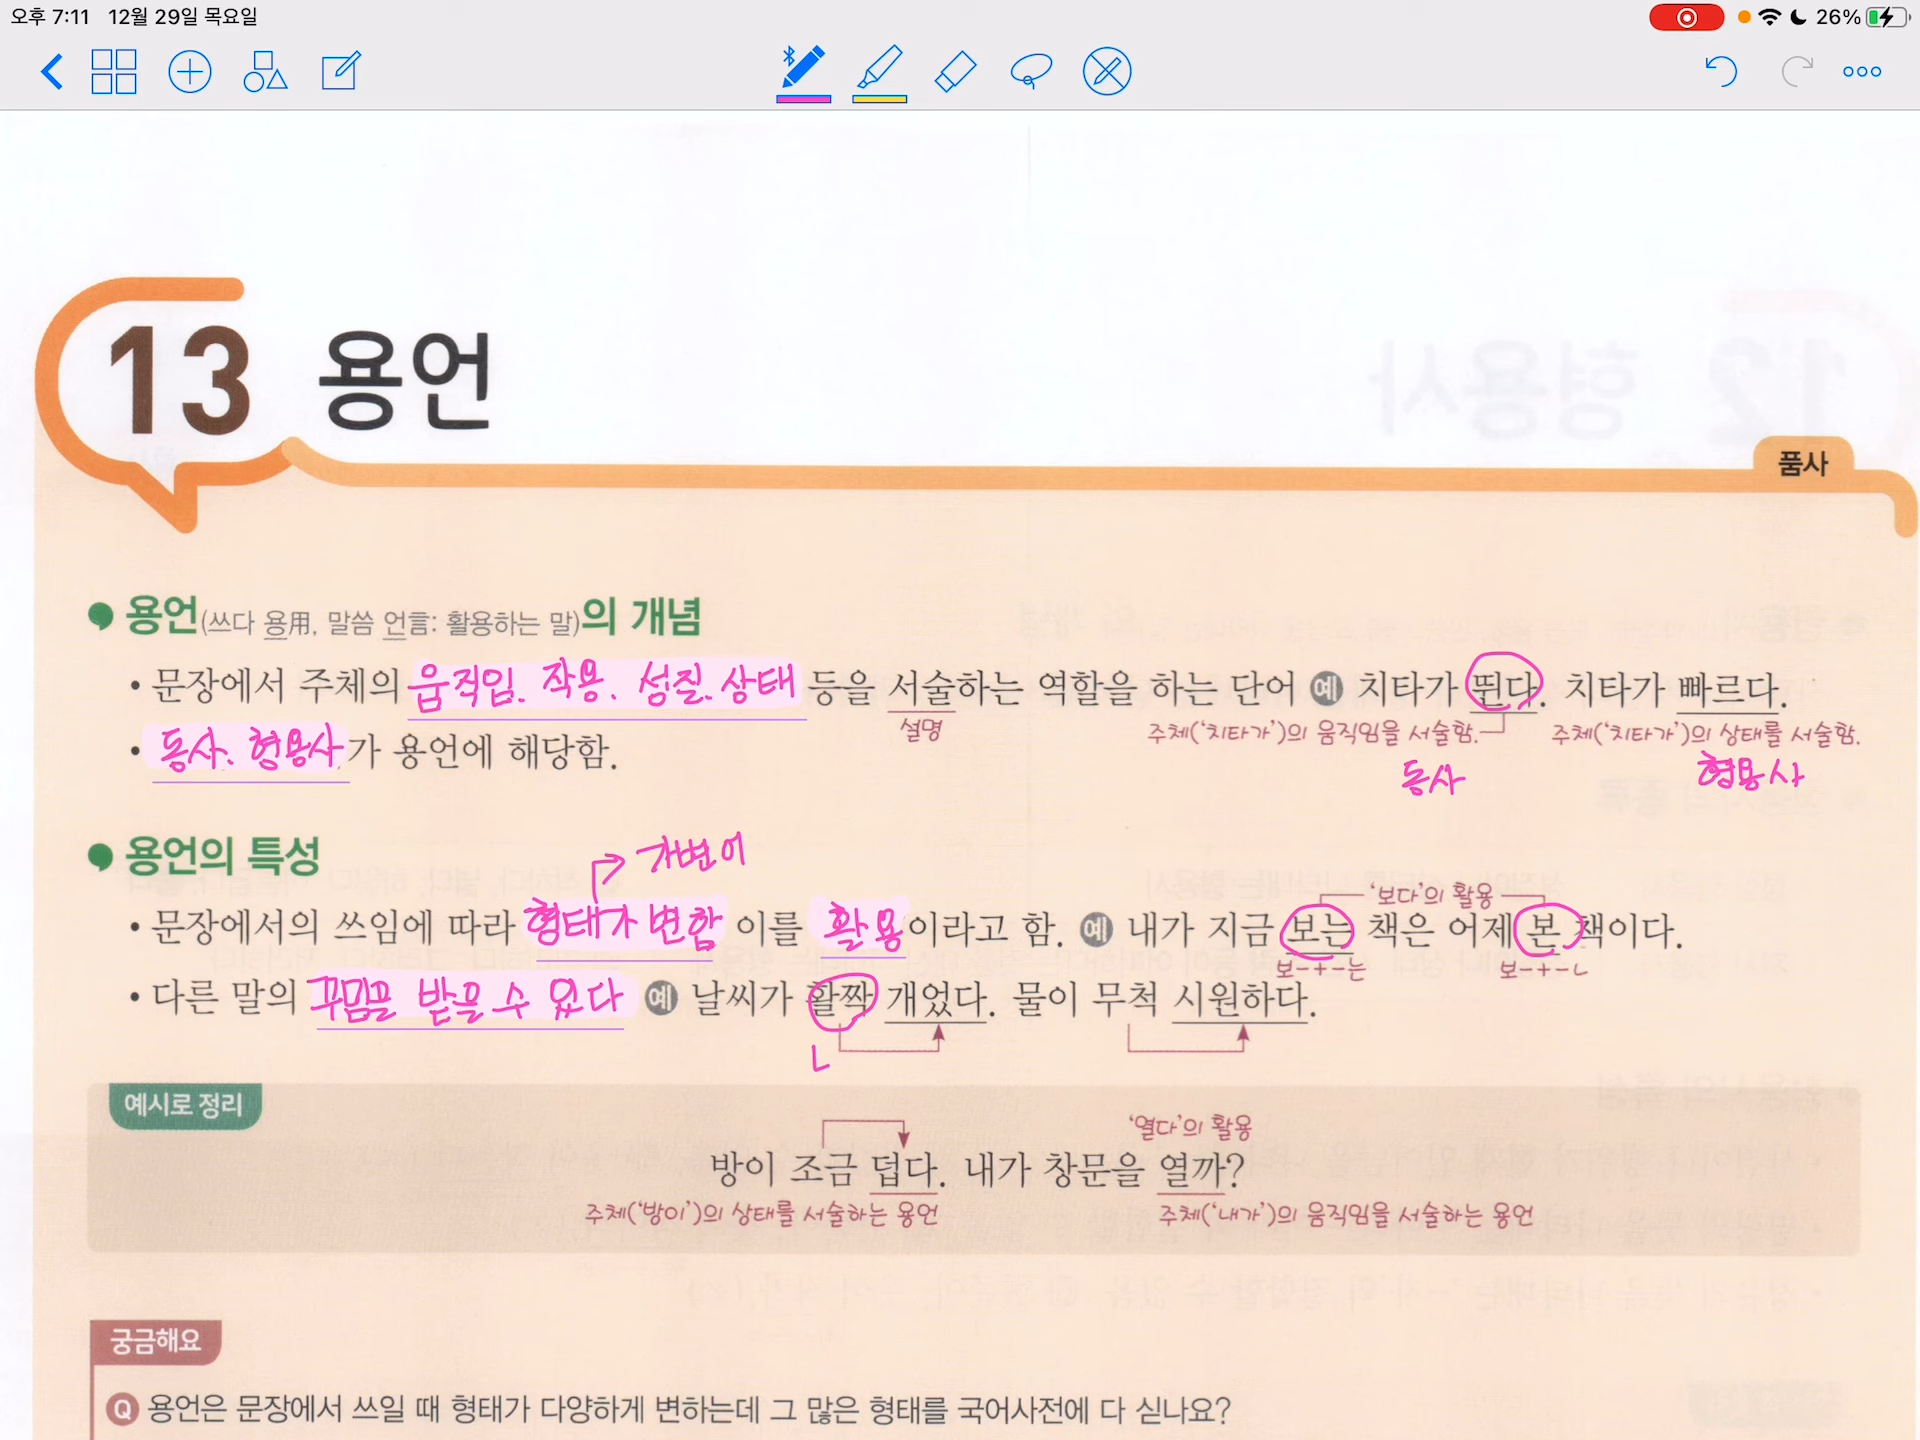 오후 7:11 12월 29일 목요일 26%
13 용언
품사
용언(쓰다 용用, 말씀 언言: 활용하는 말)의 개념
• 문장에서 주체의 움직임. 작용. 성질. 상태 등을 서술하는 역할을 하는 단어 예 치타가 뛴다. 치타가 빠르다.
설명 주체('치타가')의 움직임을 서술함. 주체('치타가')의 상태를 서술함.
• 동사. 형용사가 용언에 해당함.
동사 형용사
용언의 특성
가변어
'보다'의 활용
• 문장에서의 쓰임에 따라 형태가 변함 이를 활용이라고 함. 예 내가 지금 보는 책은 어제 본 책이다.
보-+-는 보-+-ㄴ
• 다른 말의 꾸밈을 받을 수 있다 예 날씨가 활짝 개었다. 물이 무척 시원하다.
ㄴ
예시로 정리
'열다'의 활용
방이 조금 덥다. 내가 창문을 열까?
주체('방이')의 상태를 서술하는 용언 주체('내가')의 움직임을 서술하는 용언
궁금해요
Q 용언은 문장에서 쓰일 때 형태가 다양하게 변하는데 그 많은 형태를 국어사전에 다 싣나요?